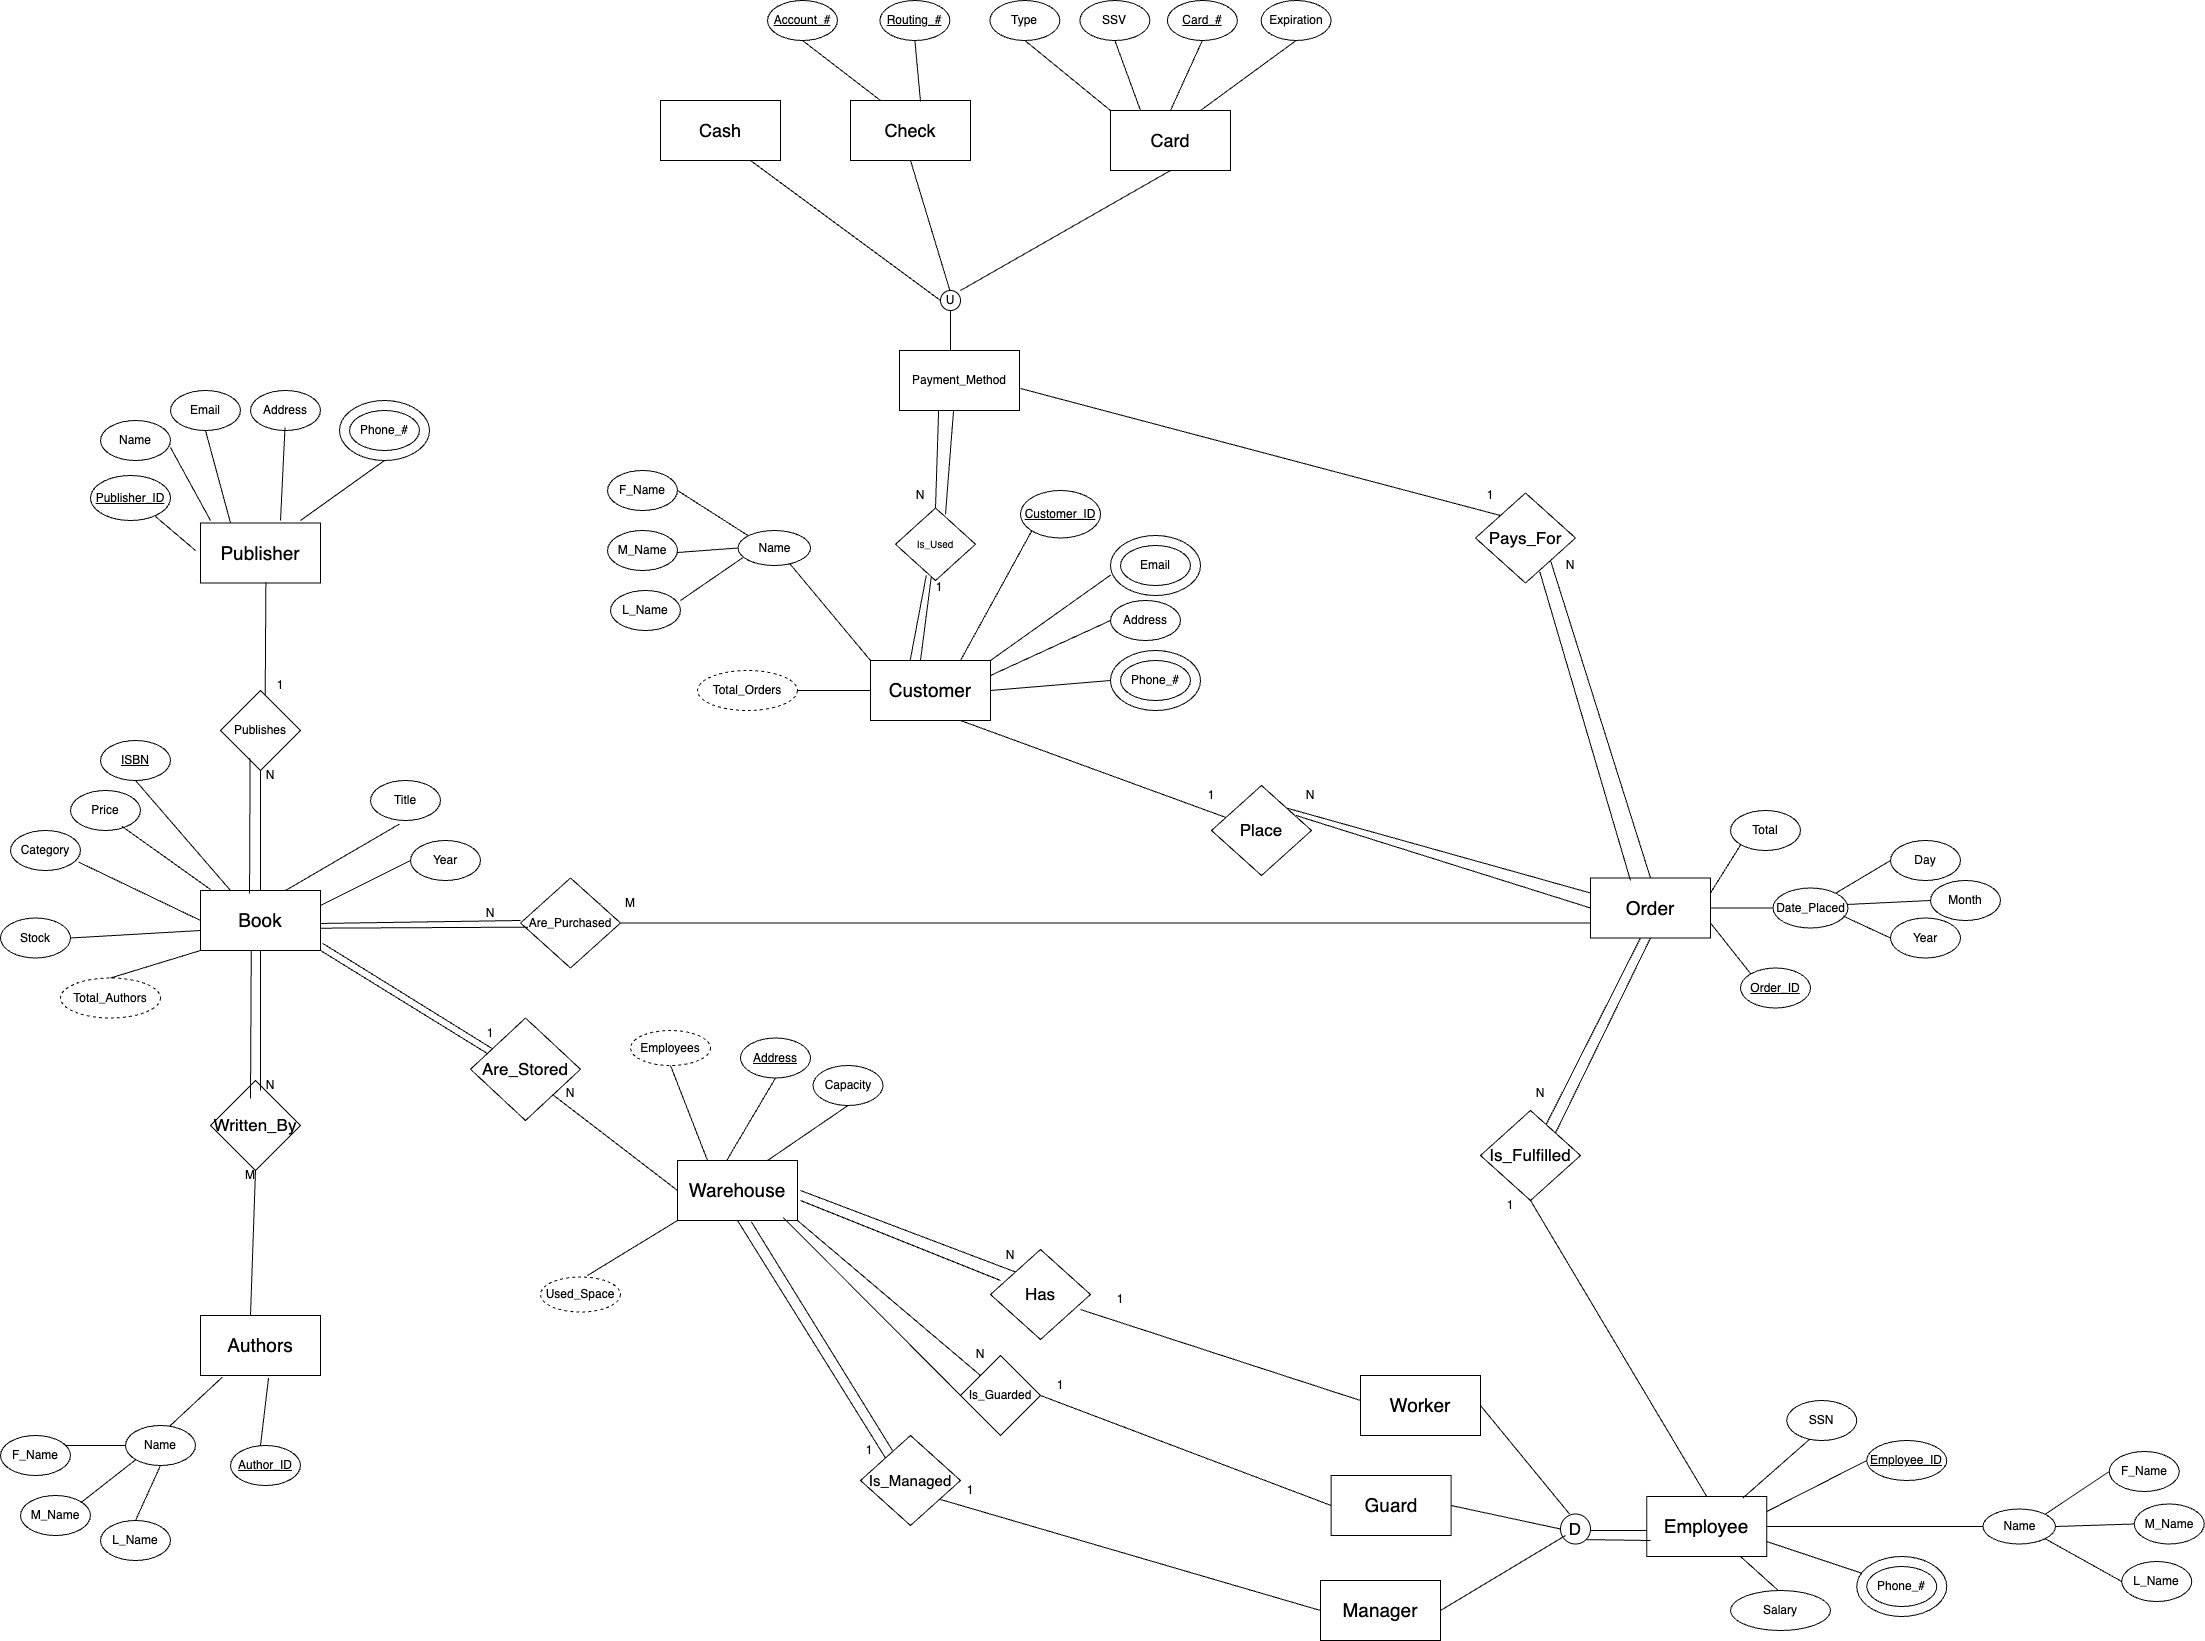 Account_#
Routing_#
Type
SSV
Card_#
Expiration
Cash
Check
Card
U
Payment_Method
Publisher_ID
Name
Email
Address
Phone_#
Publisher
1
Publishes
N
F_Name
M_Name
L_Name
Name
N
Is_Used
1
Customer_ID
Email
Address
Phone_#
Total_Orders
Customer
1
Pays_For
N
1
Place
N
ISBN
Price
Category
Stock
Total_Authors
Title
Year
Book
N
Are_Purchased
M
Order
Total
Date_Placed
Day
Month
Year
Order_ID
N
Written_By
M
1
Are_Stored
N
Employees
Address
Capacity
Warehouse
Used_Space
N
Is_Fulfilled
1
N
Has
1
N
Is_Guarded
1
1
Is_Managed
1
Authors
Name
F_Name
M_Name
L_Name
Author_ID
Worker
Guard
Manager
D
Employee
SSN
Employee_ID
Name
F_Name
M_Name
L_Name
Phone_#
Salary